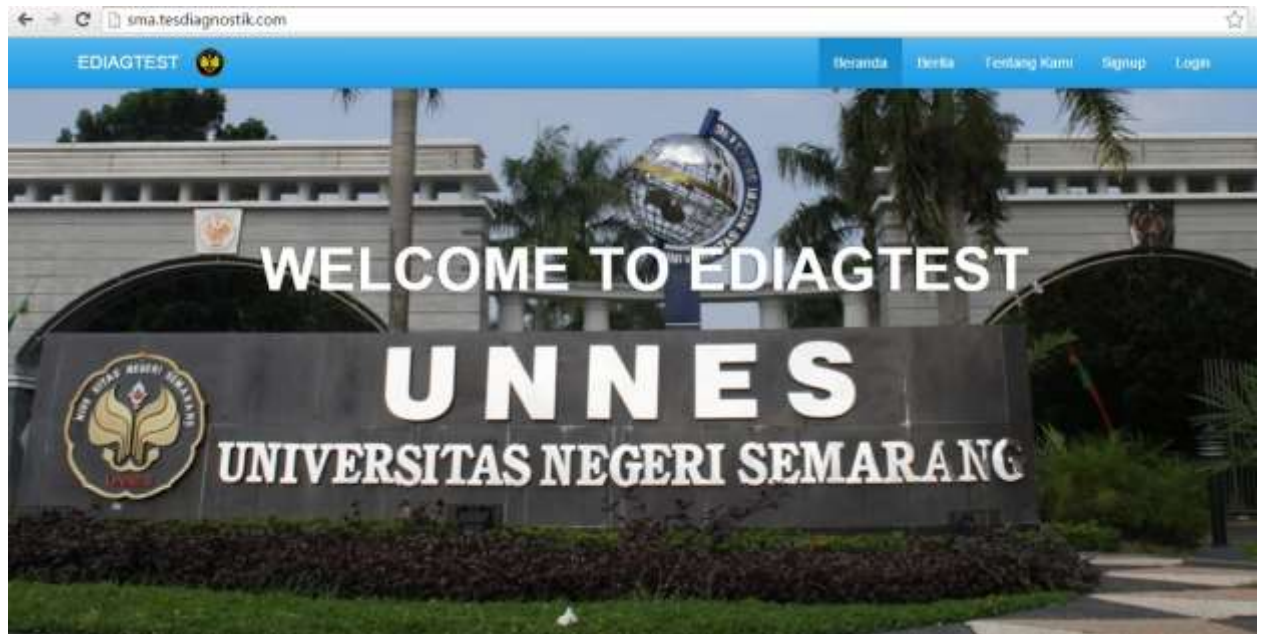 sma.tesdiagnostik.com
EDIAGTEST
Beranda Berita Tentang Kami Signup Login
WELCOME TO EDIAGTEST
UNNES
UNIVERSITAS NEGERI SEMARANG